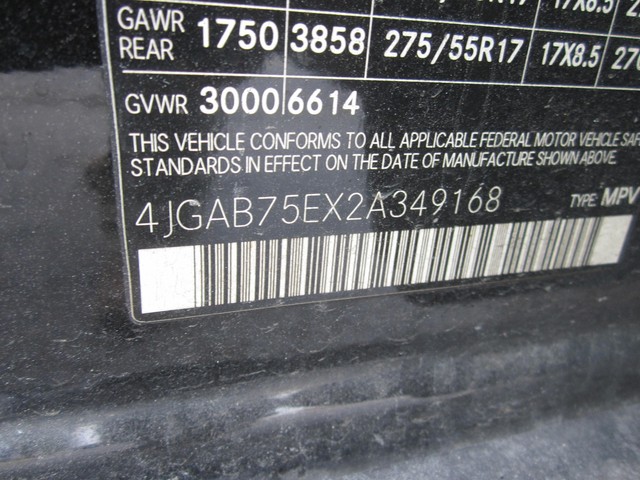 GAWR REAR 1750 3858 275/55R17 17X8.5
GVWR 3000 6614
THIS VEHICLE CONFORMS TO ALL APPLICABLE FEDERAL MOTOR VEHICLE
STANDARDS IN EFFECT ON THE DATE OF MANUFACTURE SHOWN ABOVE.
4JGAB75EX2A349168 TYPE: MPV